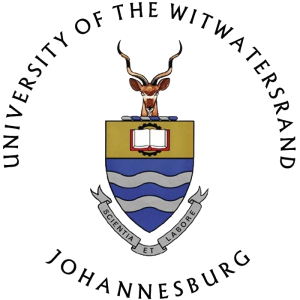 UNIVERSITY OF THE WITWATERSRAND
SCIENTIA
ET
LABORE
JOHANNESBURG